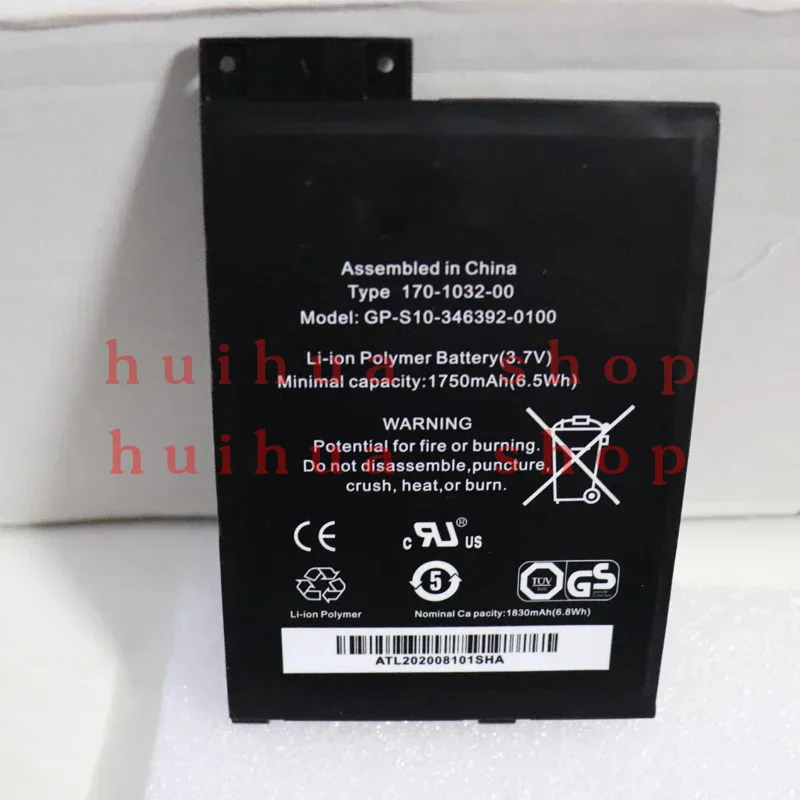 Assembled in China
Type 170-1032-00
Model: GP-S10-346392-0100
Li-ion Polymer Battery(3.7V)
huihua shop
Minimal capacity:1750mAh(6.5Wh)
WARNING
Potential for fire or burning.
huihua shop
Do not disassemble,puncture,
crush, heat,or burn.
CE
c RU® US
5
TÜV GS
Li-ion Polymer
Nominal Ca pacity:1830mAh(6.8Wh)
ATL202008101SHA